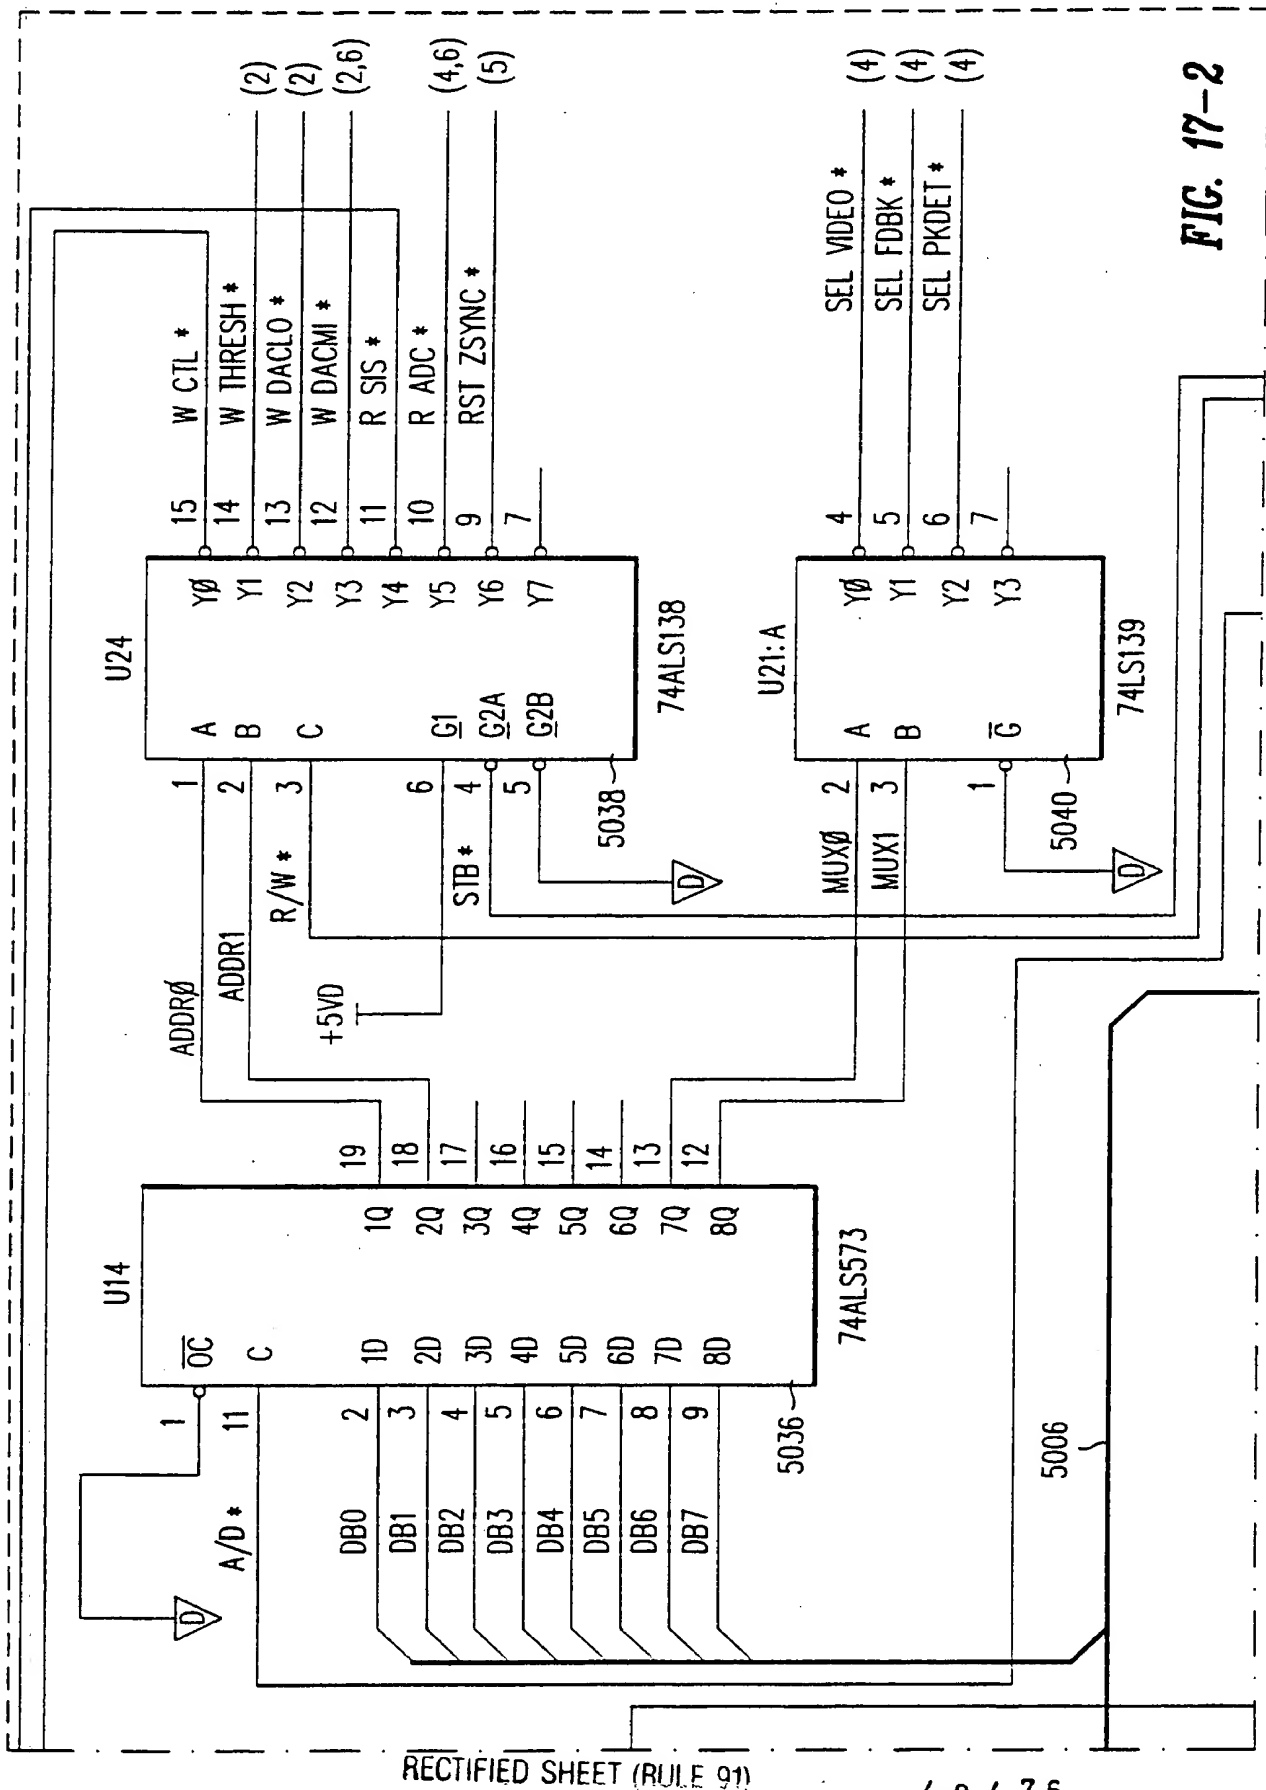 U14
OC
C
1D
2D
3D
4D
5D
6D
7D
8D
1Q
2Q
3Q
4Q
5Q
6Q
7Q
8Q
1
11
2
3
4
5
6
7
8
9
19
18
17
16
15
14
13
12
D
A/D *
DB0
DB1
DB2
DB3
DB4
DB5
DB6
DB7
5036
74ALS573
5006
ADDRØ
ADDR1
R/W *
+5VD
STB *
D
U24
1
2
3
6
4
5
A
B
C
G1
G2A
G2B
YØ
Y1
Y2
Y3
Y4
Y5
Y6
Y7
15
14
13
12
11
10
9
7
5038
74ALS138
W CTL *
W THRESH *
W DACLO *
W DACMI *
R SIS *
R ADC *
RST ZSYNC *
(2)
(2)
(2,6)
(4,6)
(5)
MUXØ
MUX1
D
U21:A
2
3
1
A
B
G
YØ
Y1
Y2
Y3
4
5
6
7
5040
74LS139
SEL VIDEO *
SEL FDBK *
SEL PKDET *
(4)
(4)
(4)
FIG. 17-2
RECTIFIED SHEET (RULE 91)